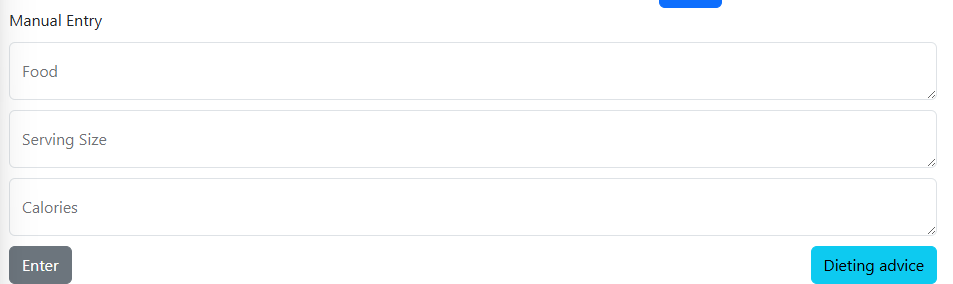 Manual Entry
Food
Serving Size
Calories
Enter
Dieting advice